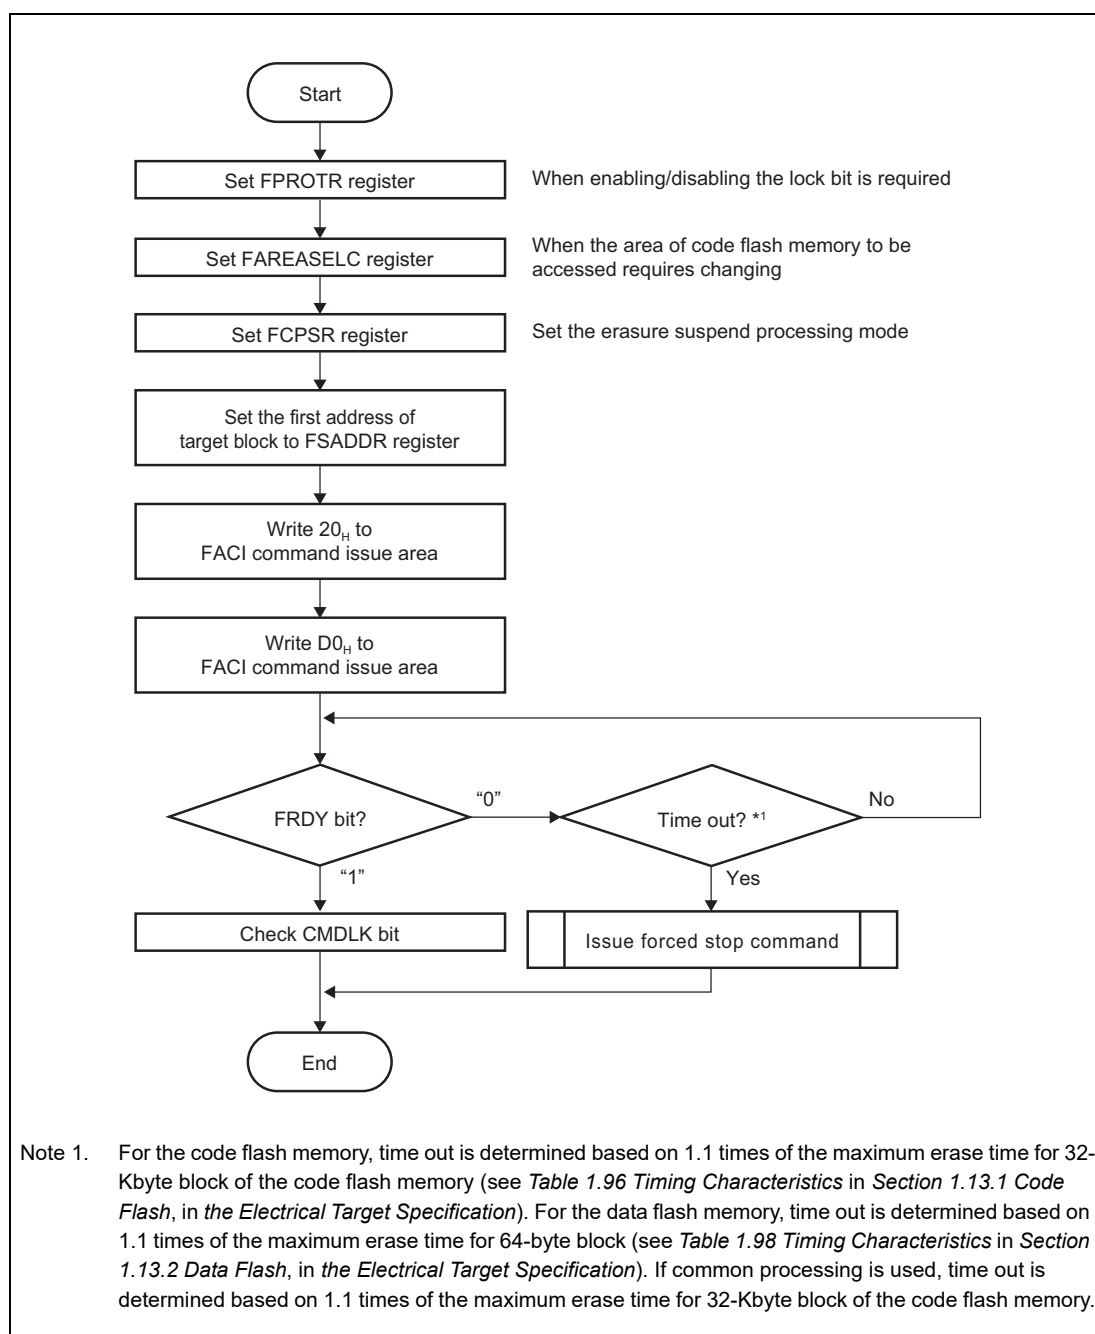 Start
Set FPROTR register
When enabling/disabling the lock bit is required
Set FAREASELC register
When the area of code flash memory to be
accessed requires changing
Set FCPSR register
Set the erasure suspend processing mode
Set the first address of
target block to FSADDR register
Write 20H to
FACI command issue area
Write D0H to
FACI command issue area
FRDY bit?
“0”
Time out? *1
No
“1”
Yes
Check CMDLK bit
Issue forced stop command
End
Note 1. For the code flash memory, time out is determined based on 1.1 times of the maximum erase time for 32-
Kbyte block of the code flash memory (see Table 1.96 Timing Characteristics in Section 1.13.1 Code
Flash, in the Electrical Target Specification). For the data flash memory, time out is determined based on
1.1 times of the maximum erase time for 64-byte block (see Table 1.98 Timing Characteristics in Section
1.13.2 Data Flash, in the Electrical Target Specification). If common processing is used, time out is
determined based on 1.1 times of the maximum erase time for 32-Kbyte block of the code flash memory.